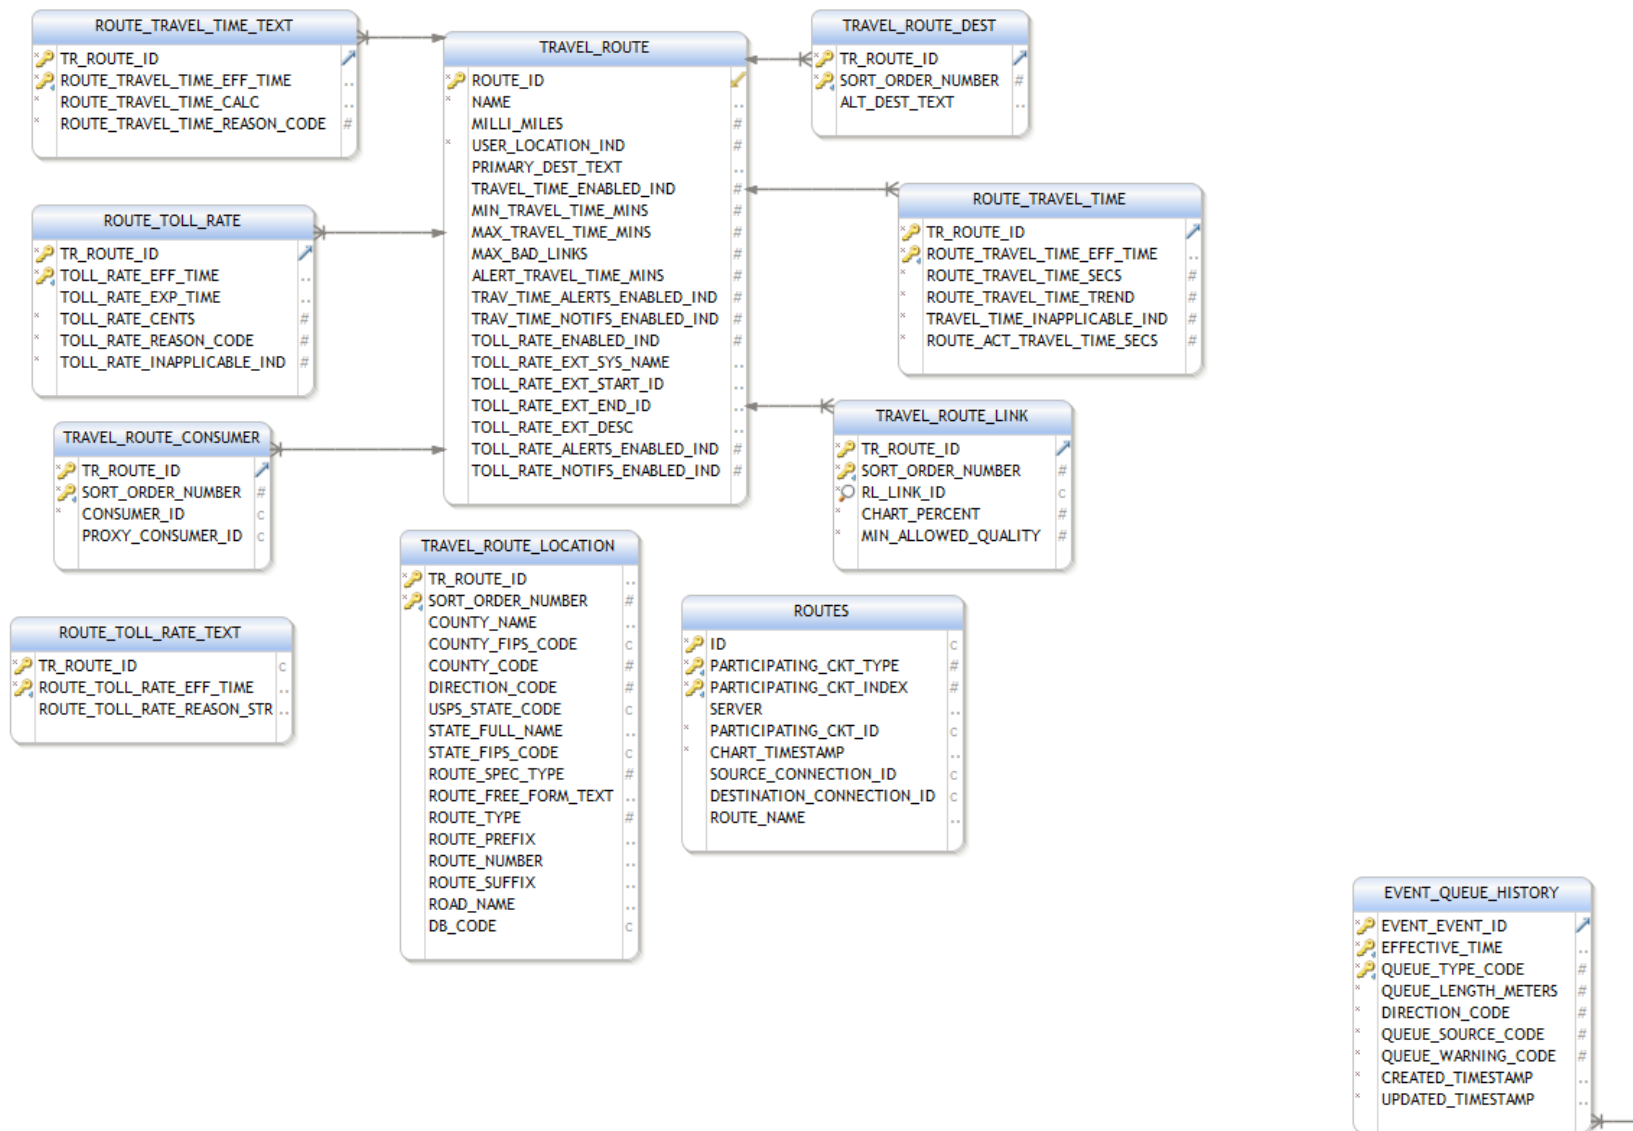 ROUTE_TRAVEL_TIME_TEXT
TR_ROUTE_ID
ROUTE_TRAVEL_TIME_EFF_TIME
ROUTE_TRAVEL_TIME_CALC
ROUTE_TRAVEL_TIME_REASON_CODE #
TRAVEL_ROUTE
ROUTE_ID
NAME
MILLI_MILES #
USER_LOCATION_IND #
PRIMARY_DEST_TEXT
TRAVEL_TIME_ENABLED_IND #
MIN_TRAVEL_TIME_MINS #
MAX_TRAVEL_TIME_MINS #
MAX_BAD_LINKS #
ALERT_TRAVEL_TIME_MINS #
TRAV_TIME_ALERTS_ENABLED_IND #
TRAV_TIME_NOTIFS_ENABLED_IND #
TOLL_RATE_ENABLED_IND #
TOLL_RATE_EXT_SYS_NAME
TOLL_RATE_EXT_START_ID
TOLL_RATE_EXT_END_ID
TOLL_RATE_EXT_DESC
TOLL_RATE_ALERTS_ENABLED_IND #
TOLL_RATE_NOTIFS_ENABLED_IND #
TRAVEL_ROUTE_DEST
TR_ROUTE_ID
SORT_ORDER_NUMBER #
ALT_DEST_TEXT
ROUTE_TOLL_RATE
TR_ROUTE_ID
TOLL_RATE_EFF_TIME
TOLL_RATE_EXP_TIME
TOLL_RATE_CENTS #
TOLL_RATE_REASON_CODE #
TOLL_RATE_INAPPLICABLE_IND #
ROUTE_TRAVEL_TIME
TR_ROUTE_ID
ROUTE_TRAVEL_TIME_EFF_TIME
ROUTE_TRAVEL_TIME_SECS #
ROUTE_TRAVEL_TIME_TREND #
TRAVEL_TIME_INAPPLICABLE_IND #
ROUTE_ACT_TRAVEL_TIME_SECS #
TRAVEL_ROUTE_CONSUMER
TR_ROUTE_ID
SORT_ORDER_NUMBER #
CONSUMER_ID c
PROXY_CONSUMER_ID c
TRAVEL_ROUTE_LINK
TR_ROUTE_ID
SORT_ORDER_NUMBER #
RL_LINK_ID c
CHART_PERCENT #
MIN_ALLOWED_QUALITY #
TRAVEL_ROUTE_LOCATION
TR_ROUTE_ID
SORT_ORDER_NUMBER #
COUNTY_NAME
COUNTY_FIPS_CODE c
COUNTY_CODE #
DIRECTION_CODE #
USPS_STATE_CODE c
STATE_FULL_NAME
STATE_FIPS_CODE c
ROUTE_SPEC_TYPE #
ROUTE_FREE_FORM_TEXT
ROUTE_TYPE #
ROUTE_PREFIX
ROUTE_NUMBER
ROUTE_SUFFIX
ROAD_NAME
DB_CODE c
ROUTES
ID c
PARTICIPATING_CKT_TYPE #
PARTICIPATING_CKT_INDEX #
SERVER
PARTICIPATING_CKT_ID c
CHART_TIMESTAMP
SOURCE_CONNECTION_ID c
DESTINATION_CONNECTION_ID c
ROUTE_NAME
ROUTE_TOLL_RATE_TEXT
TR_ROUTE_ID c
ROUTE_TOLL_RATE_EFF_TIME
ROUTE_TOLL_RATE_REASON_STR
EVENT_QUEUE_HISTORY
EVENT_EVENT_ID
EFFECTIVE_TIME
QUEUE_TYPE_CODE #
QUEUE_LENGTH_METERS #
DIRECTION_CODE #
QUEUE_SOURCE_CODE #
QUEUE_WARNING_CODE #
CREATED_TIMESTAMP
UPDATED_TIMESTAMP